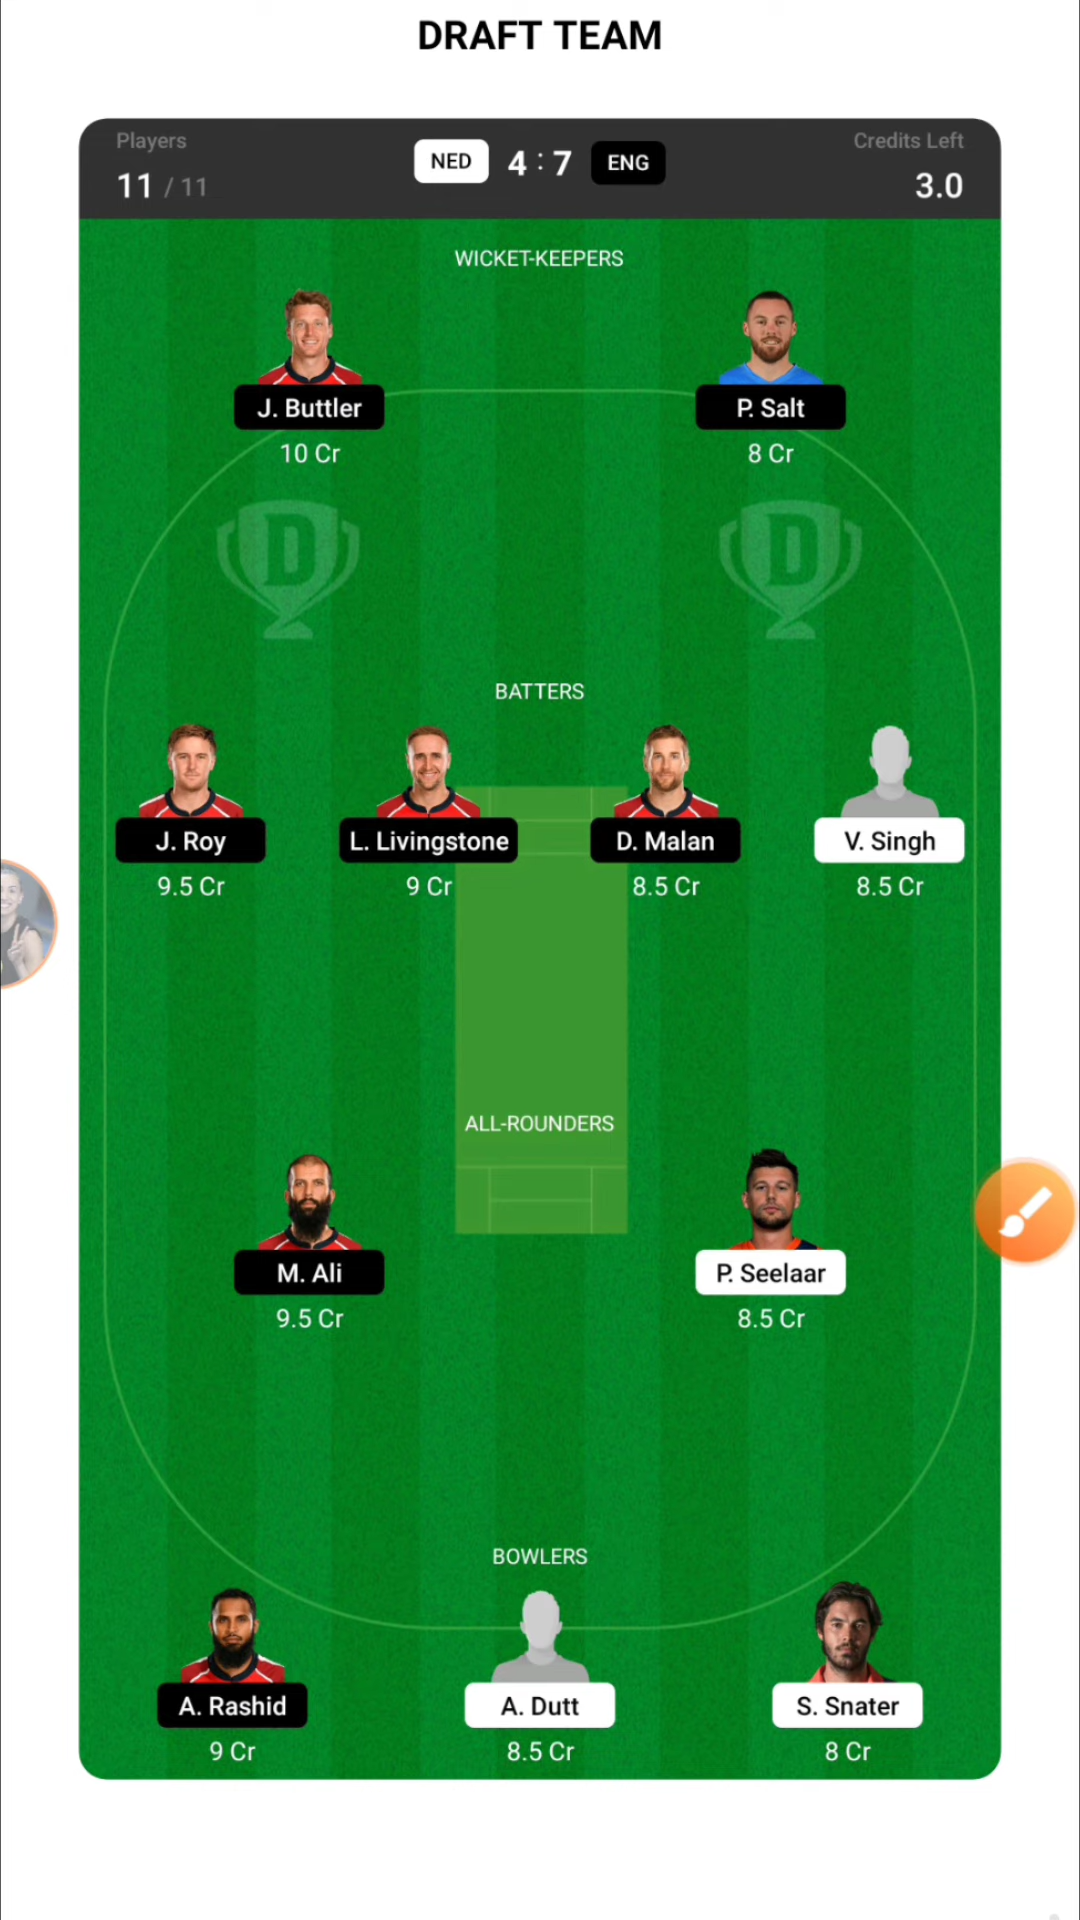 DRAFT TEAM
Players
11 / 11
NED 4 : 7 ENG
Credits Left
3.0
WICKET-KEEPERS
J. Buttler
10 Cr
P. Salt
8 Cr
D
D
BATTERS
J. Roy
9.5 Cr
L. Livingstone
9 Cr
D. Malan
8.5 Cr
V. Singh
8.5 Cr
ALL-ROUNDERS
M. Ali
9.5 Cr
P. Seelaar
8.5 Cr
BOWLERS
A. Rashid
9 Cr
A. Dutt
8.5 Cr
S. Snater
8 Cr